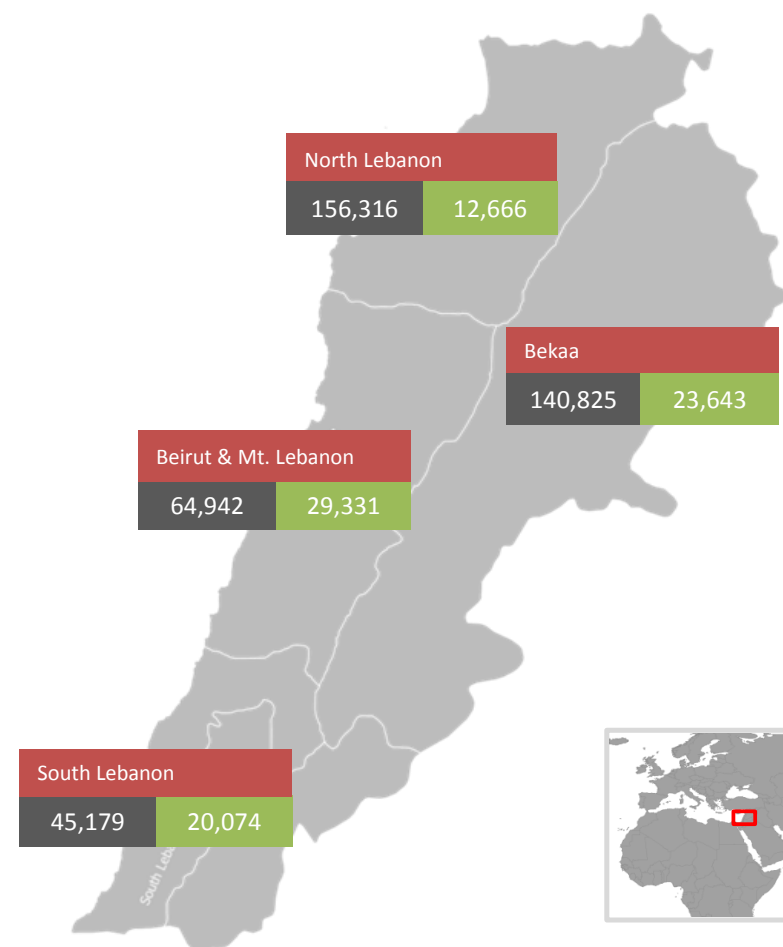 North Lebanon
156,316 12,666
Bekaa
140,825 23,643
Beirut & Mt. Lebanon
64,942 29,331
South Lebanon
45,179 20,074
South